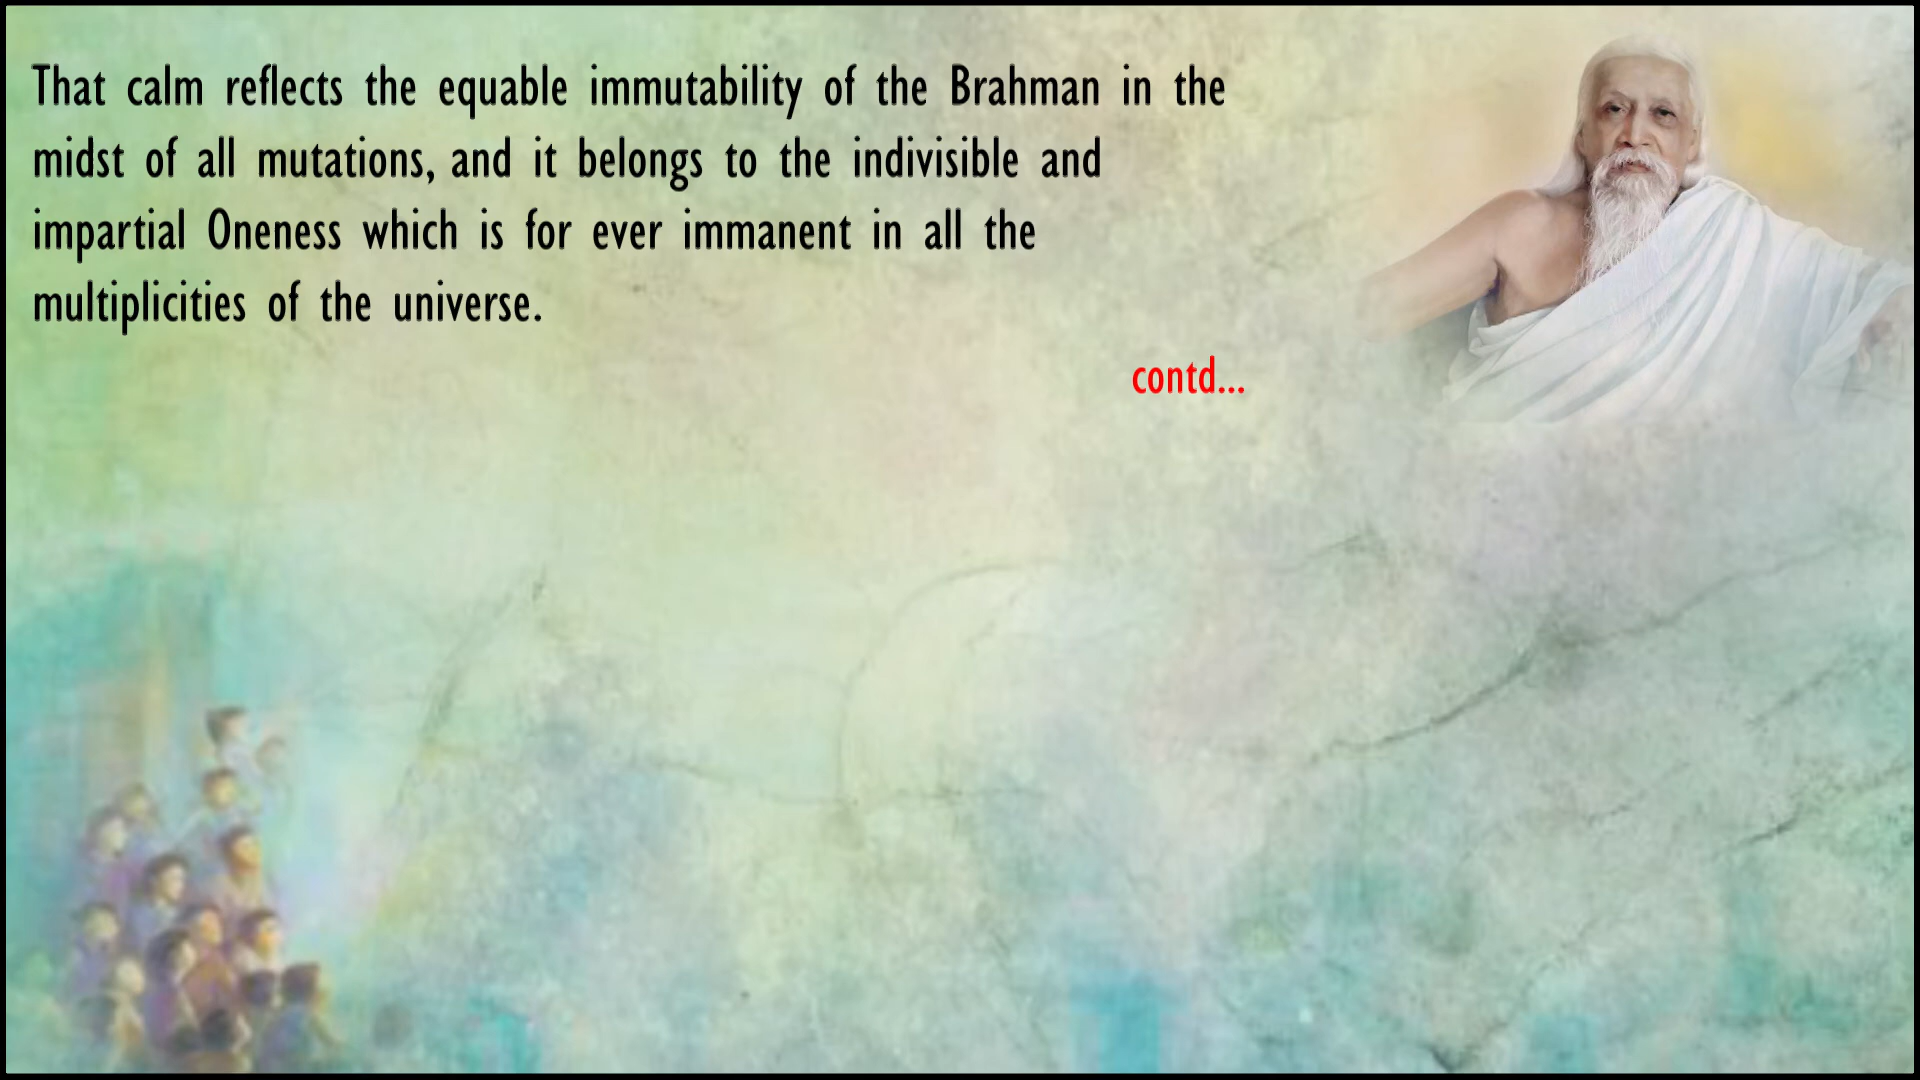 That calm reflects the equable immutability of the Brahman in the
midst of all mutations, and it belongs to the indivisible and
impartial Oneness which is for ever immanent in all the
multiplicities of the universe.
contd...